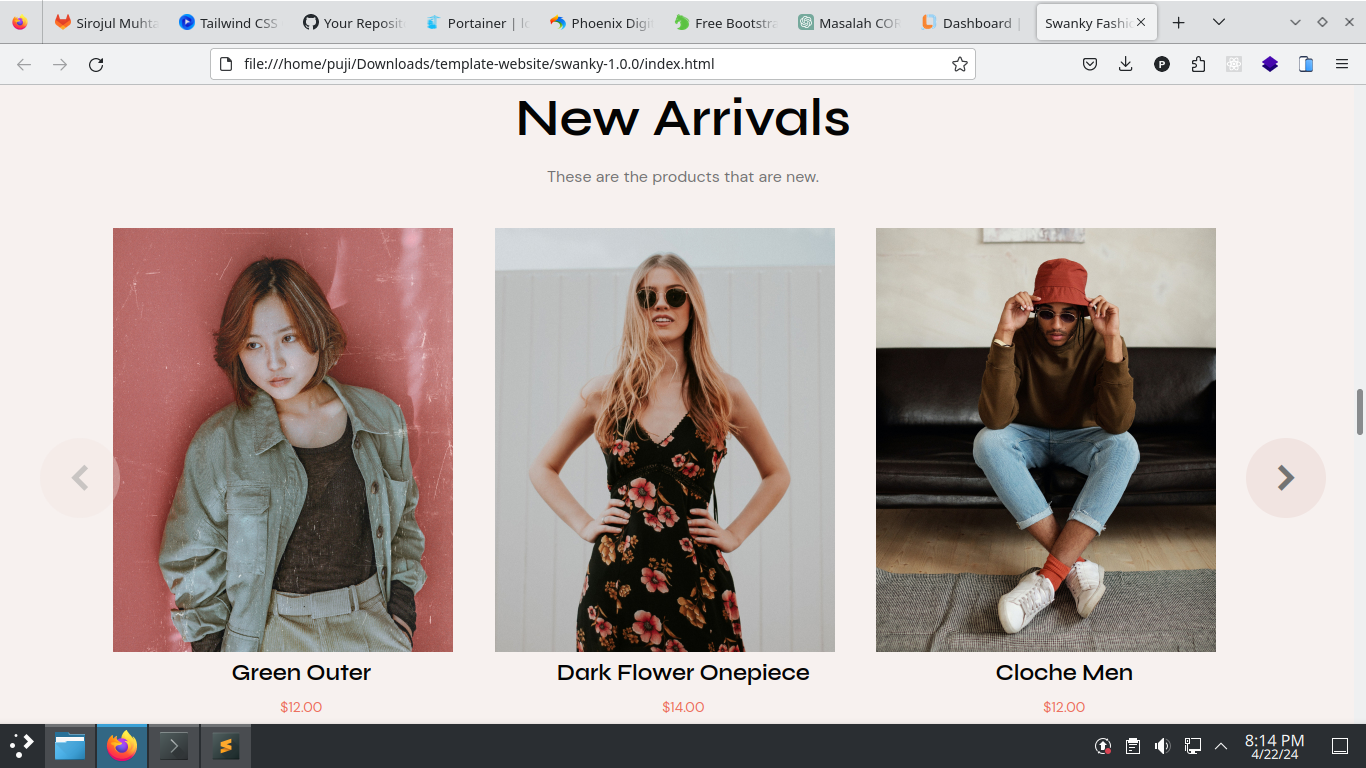 Sirojul Muhta
Tailwind CSS
Your Reposit
Portainer | lo
Phoenix Digi
Free Bootstra
Masalah COR
Dashboard |
Swanky Fashi
file:///home/puji/Downloads/template-website/swanky-1.0.0/index.html
P
New Arrivals
These are the products that are new.
Green Outer
Dark Flower Onepiece
Cloche Men
$12.00
$14.00
$12.00
8:14 PM
4/22/24